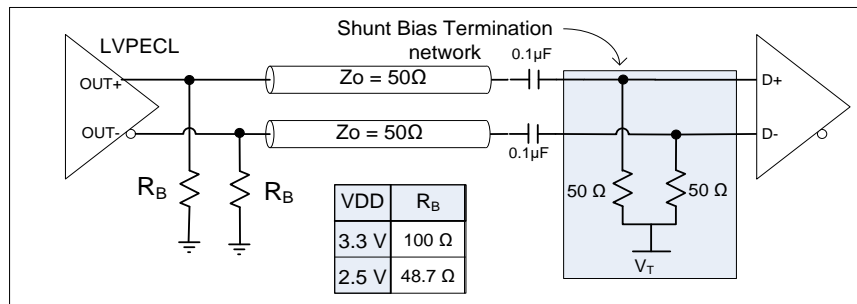 LVPECL
Shunt Bias Termination
network
0.1µF
OUT+
Zo = 50Ω
D+
OUT-
Zo = 50Ω
D-
0.1µF
RB
RB
50 Ω
50 Ω
VDD RB
3.3 V 100 Ω
2.5 V 48.7 Ω
VT